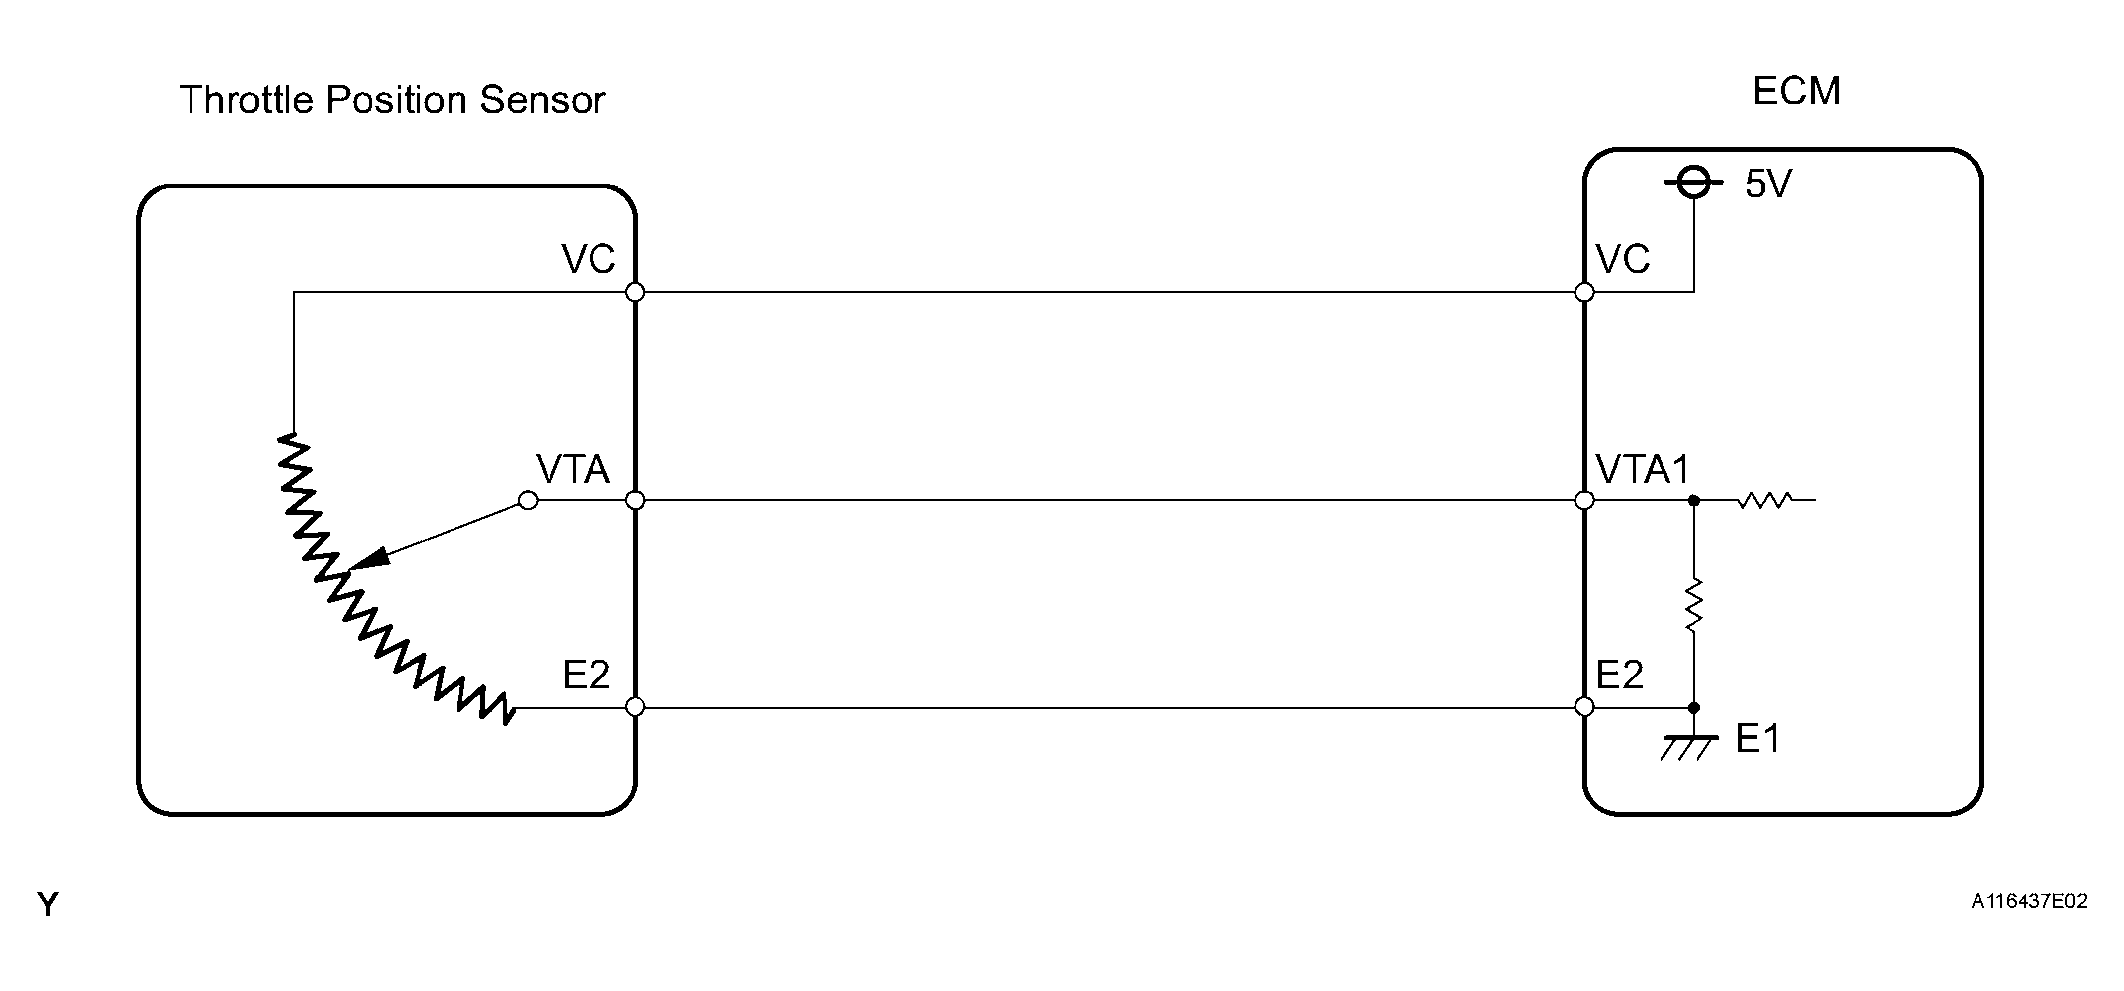 Throttle Position Sensor
ECM
5V
VC
VC
VTA
VTA1
E2
E2
E1
Y
A116437E02